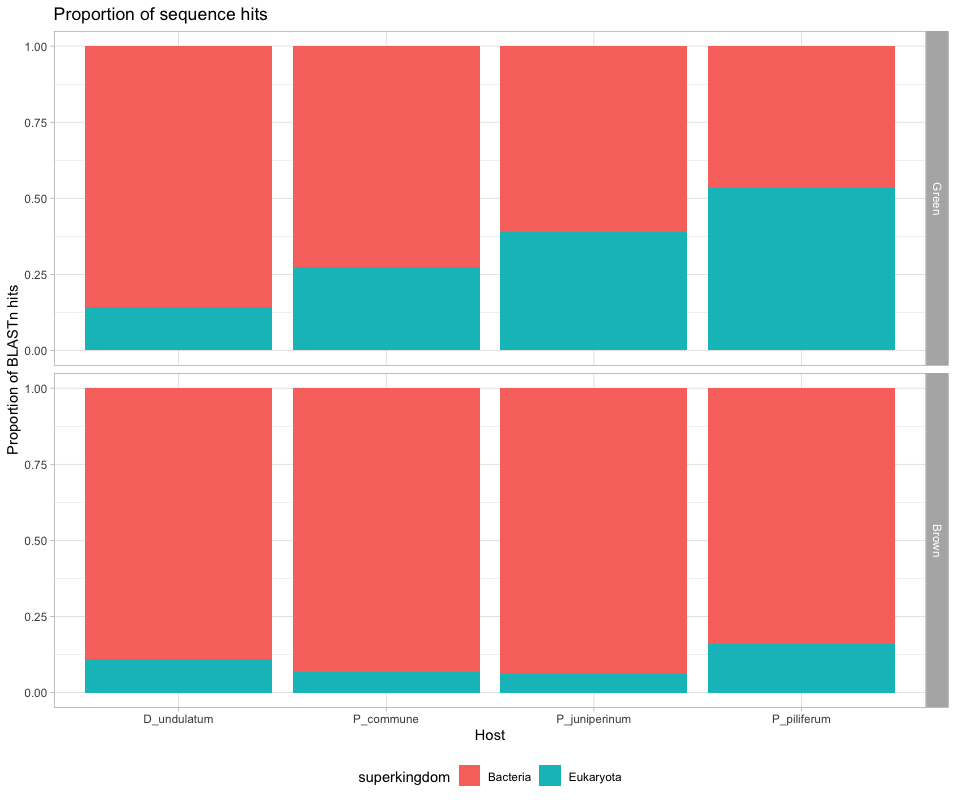 Proportion of sequence hits
Proportion of BLASTn hits
1.00
0.75
0.50
0.25
0.00
Green
1.00
0.75
0.50
0.25
0.00
Brown
D_undulatum P_commune P_juniperinum P_piliferum
Host
superkingdom Bacteria Eukaryota